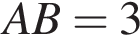 AB = 3